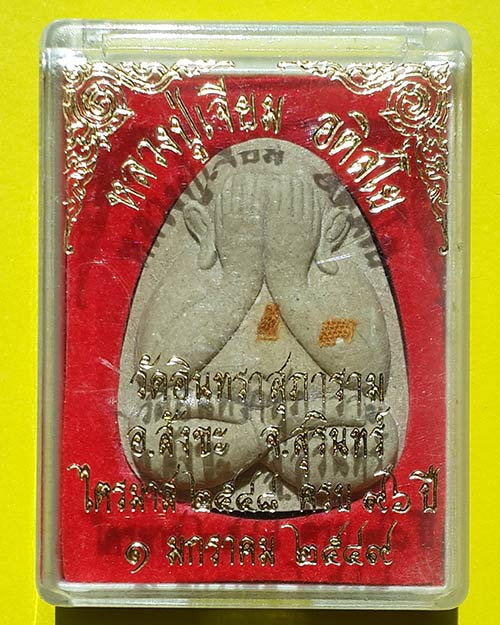 หลวงปู่เจียม อติสโย
วัดอินทราสุการาม
อ.สังขะ จ.สุรินทร์
ไตรมาส ๒๕๔๘ ครบ ๙๖ ปี
๑ มกราคม ๒๕๔๙